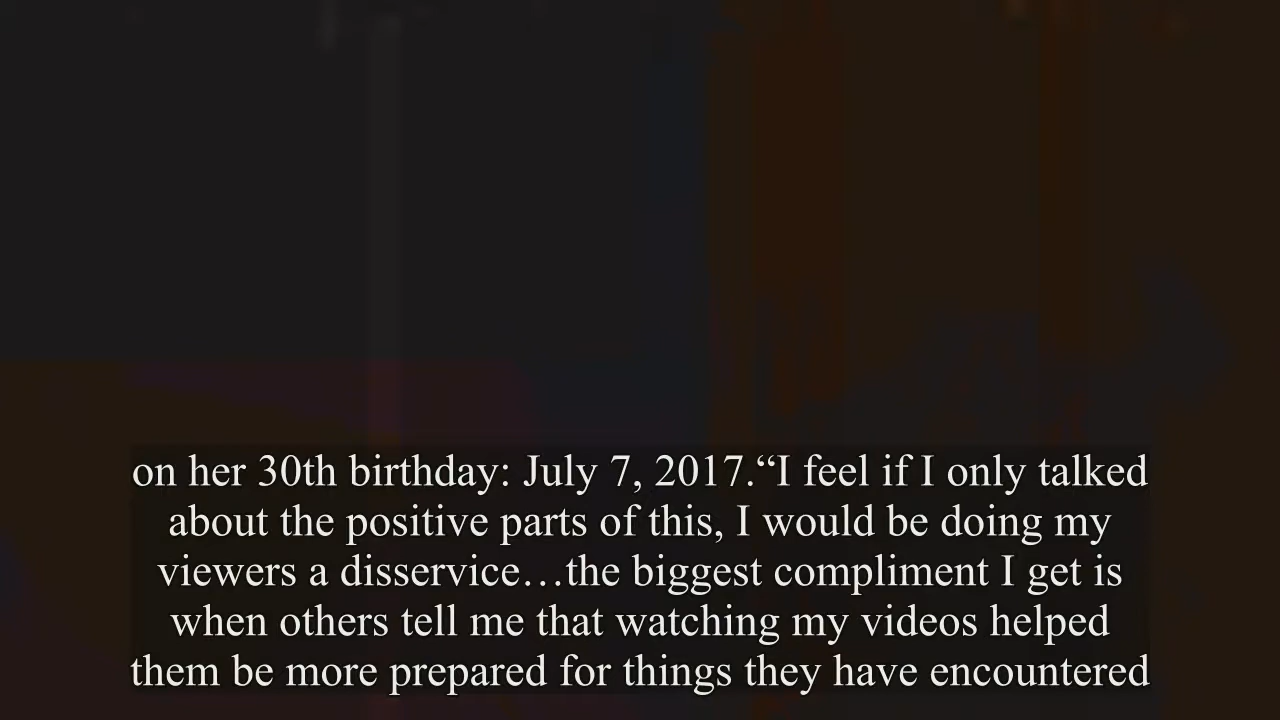 on her 30th birthday: July 7, 2017.“I feel if I only talked
about the positive parts of this, I would be doing my
viewers a disservice…the biggest compliment I get is
when others tell me that watching my videos helped
them be more prepared for things they have encountered